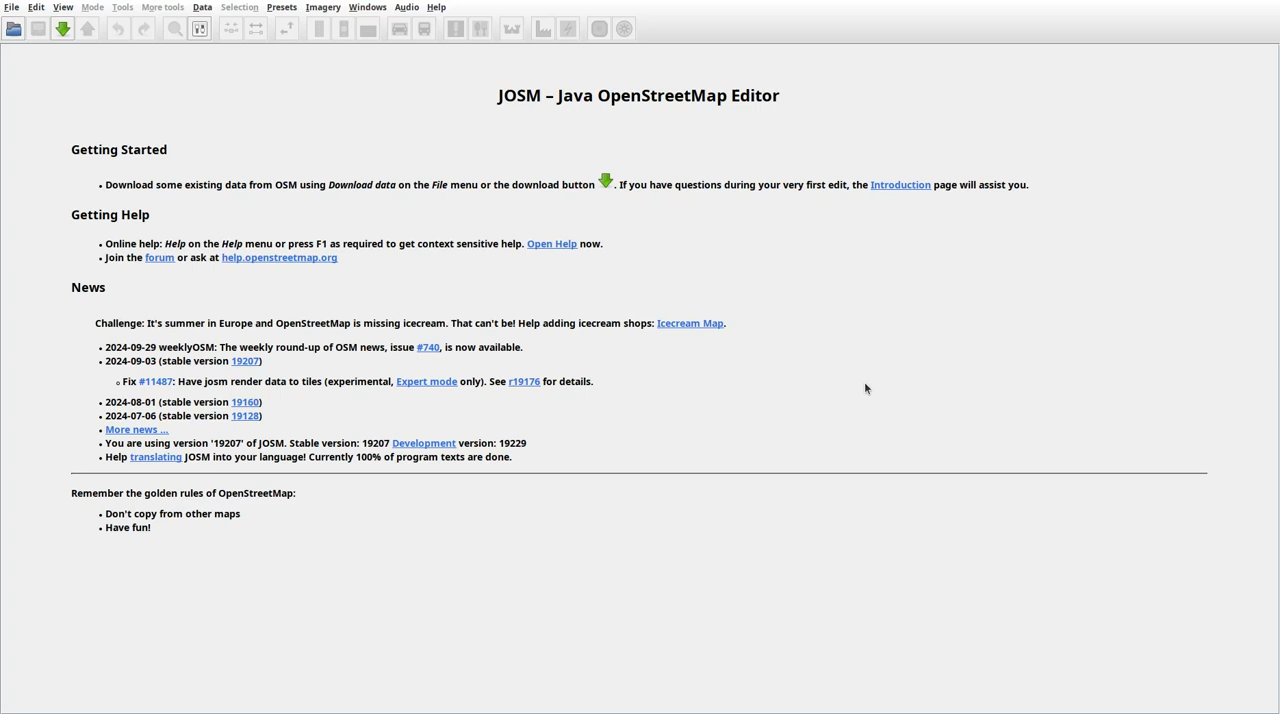 File Edit View Mode Tools More tools Data Selection Presets Imagery Windows Audio Help
JOSM – Java OpenStreetMap Editor
Getting Started
• Download some existing data from OSM using Download data on the File menu or the download button . If you have questions during your very first edit, the Introduction page will assist you.
Getting Help
• Online help: Help on the Help menu or press F1 as required to get context sensitive help. Open Help now.
• Join the forum or ask at help.openstreetmap.org
News
Challenge: It's summer in Europe and OpenStreetMap is missing icecream. That can't be! Help adding icecream shops: Icecream Map.
• 2024-09-29 weeklyOSM: The weekly round-up of OSM news, issue #740, is now available.
• 2024-09-03 (stable version 19207)
◦ Fix #11487: Have josm render data to tiles (experimental, Expert mode only). See r19176 for details.
• 2024-08-01 (stable version 19160)
• 2024-07-06 (stable version 19128)
• More news ...
• You are using version '19207' of JOSM. Stable version: 19207 Development version: 19229
• Help translating JOSM into your language! Currently 100% of program texts are done.
Remember the golden rules of OpenStreetMap:
• Don't copy from other maps
• Have fun!